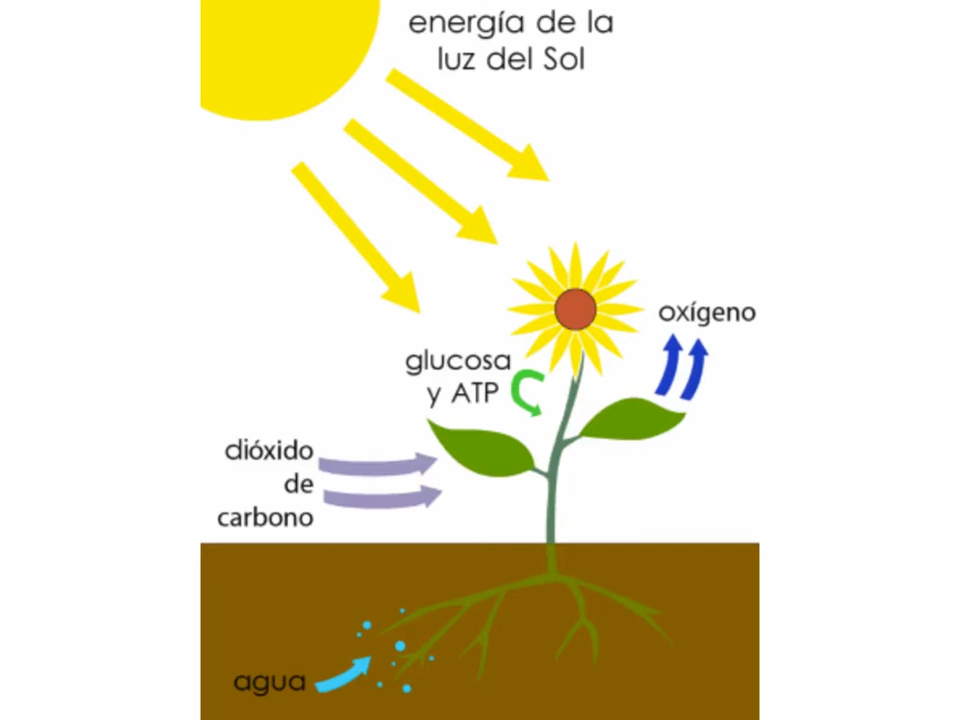 energía de la
luz del Sol
oxígeno
glucosa
y ATP
dióxido
de
carbono
agua